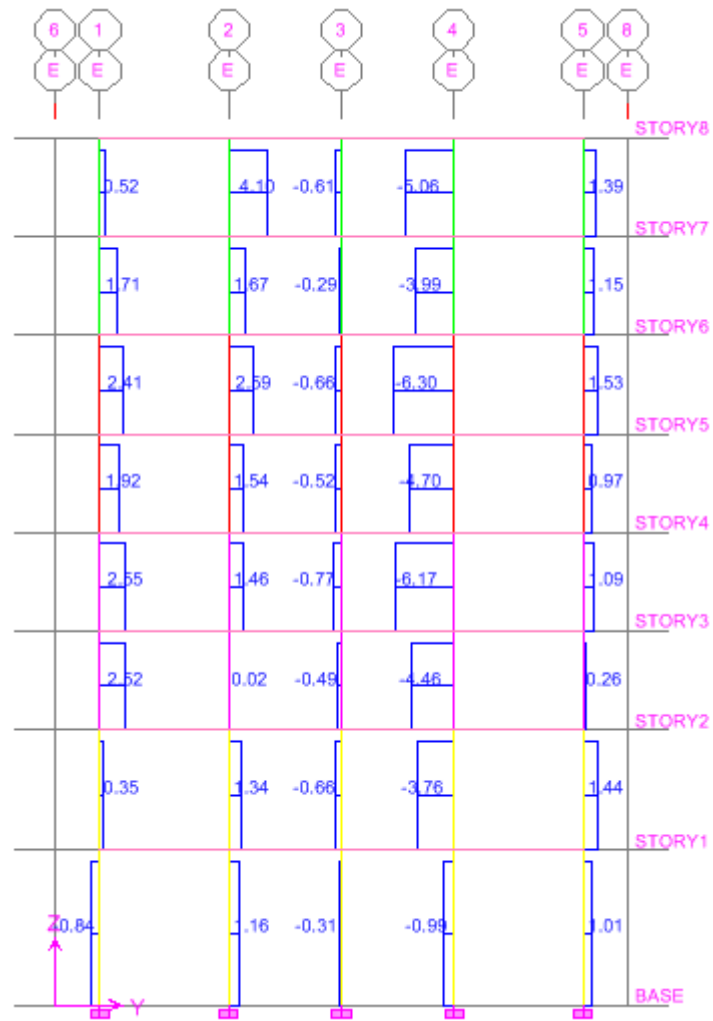 6 1 2 3 4 5 8
E E E E E E E
STORY8
0.52 4.10 -0.61 -5.06 1.39
STORY7
1.71 1.67 -0.29 -3.99 1.15
STORY6
2.41 2.59 -0.66 -6.30 1.53
STORY5
1.92 1.54 -0.52 -4.70 0.97
STORY4
2.55 1.46 -0.77 -6.17 1.09
STORY3
2.52 0.02 -0.49 -4.46 0.26
STORY2
0.35 1.34 -0.66 -3.76 1.44
STORY1
Z -0.84 1.16 -0.31 -0.99 1.01
Y BASE